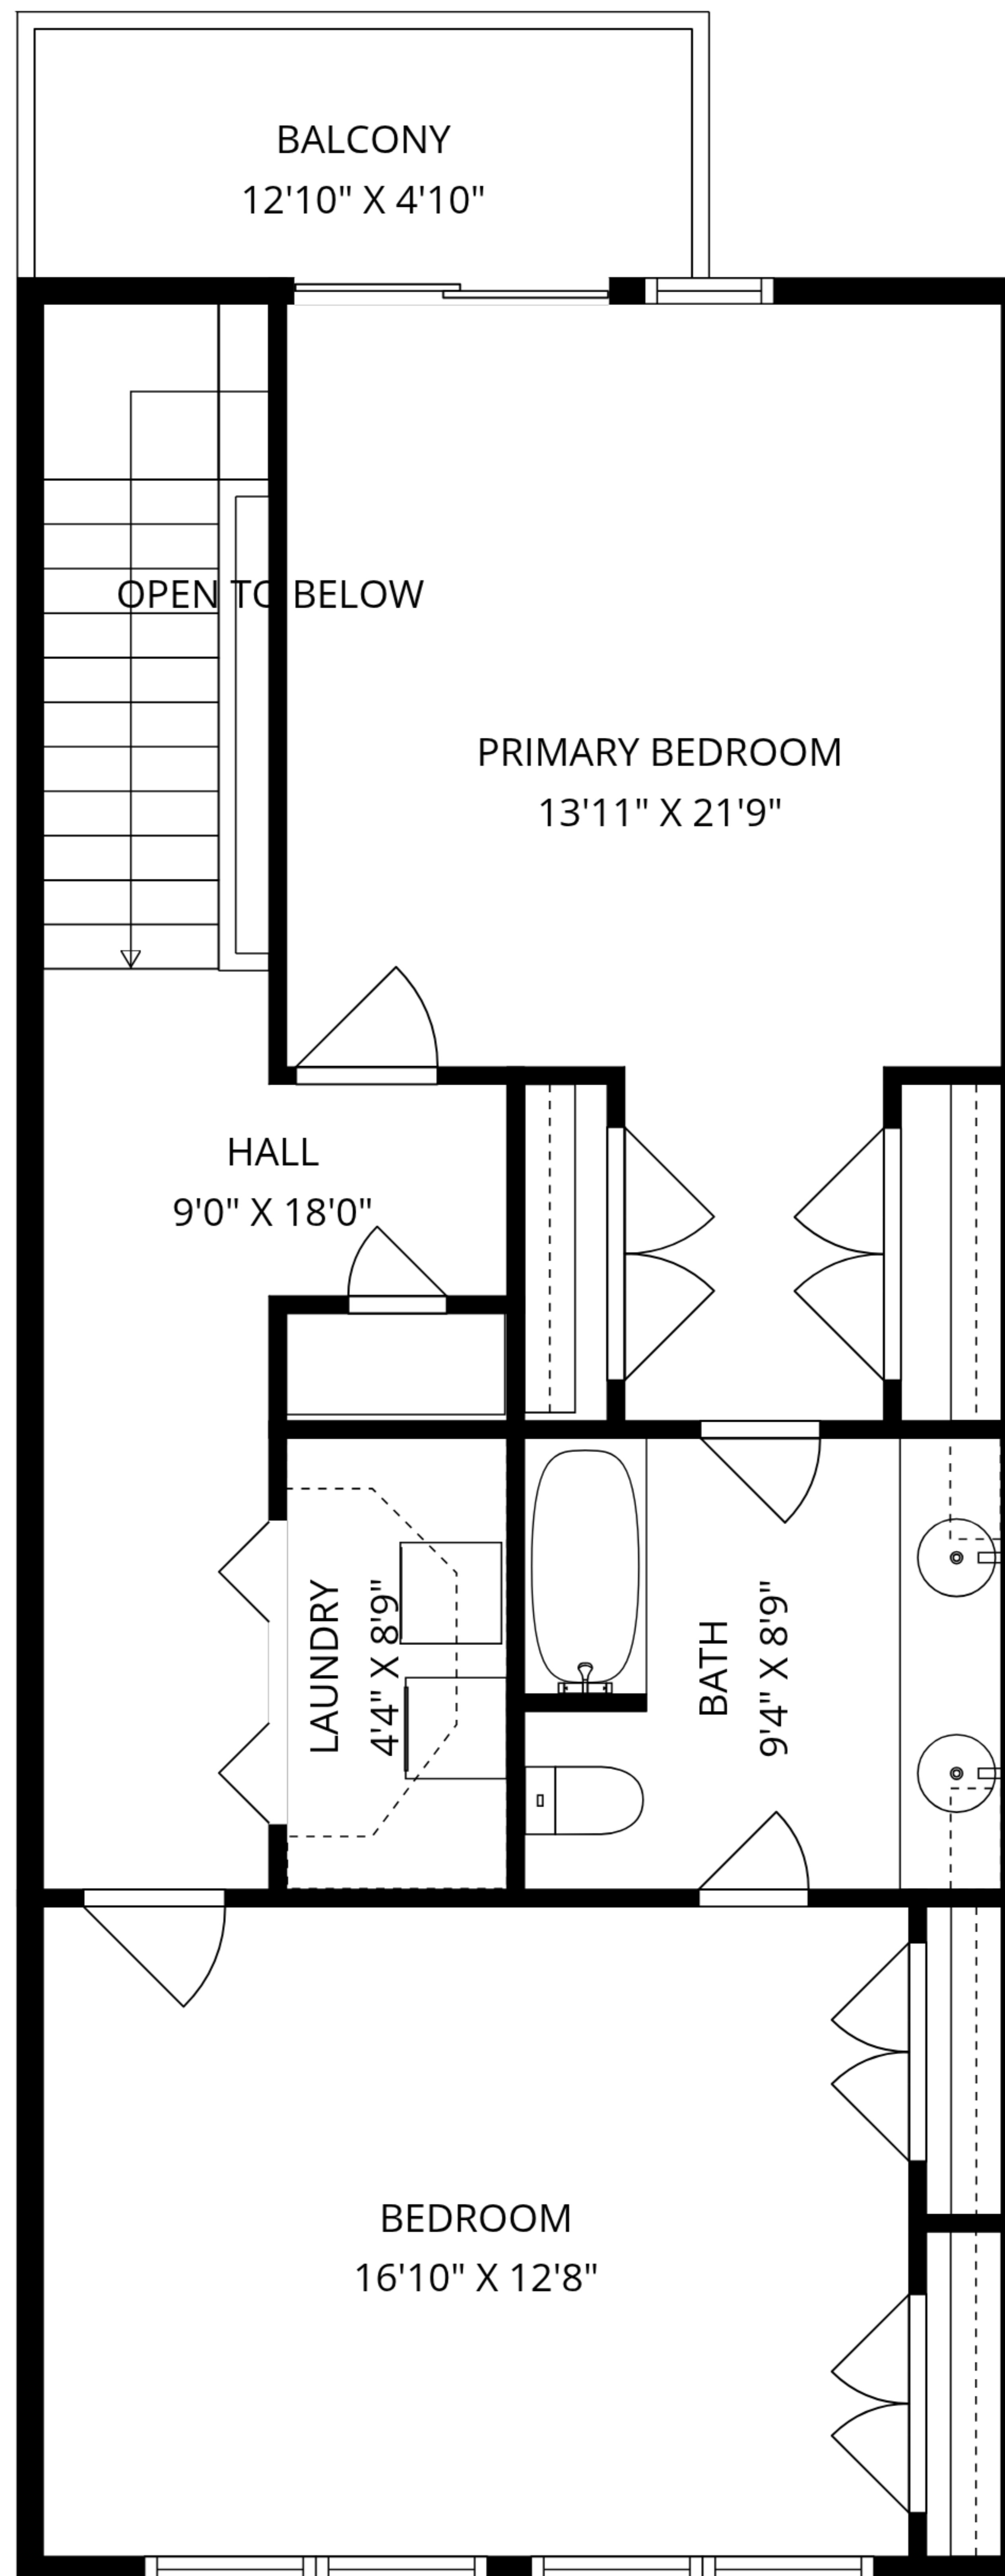 BALCONY
12'10" X 4'10"
OPEN TO BELOW
PRIMARY BEDROOM
13'11" X 21'9"
HALL
9'0" X 18'0"
LAUNDRY
4'4" X 8'9"
BATH
9'4" X 8'9"
BEDROOM
16'10" X 12'8"